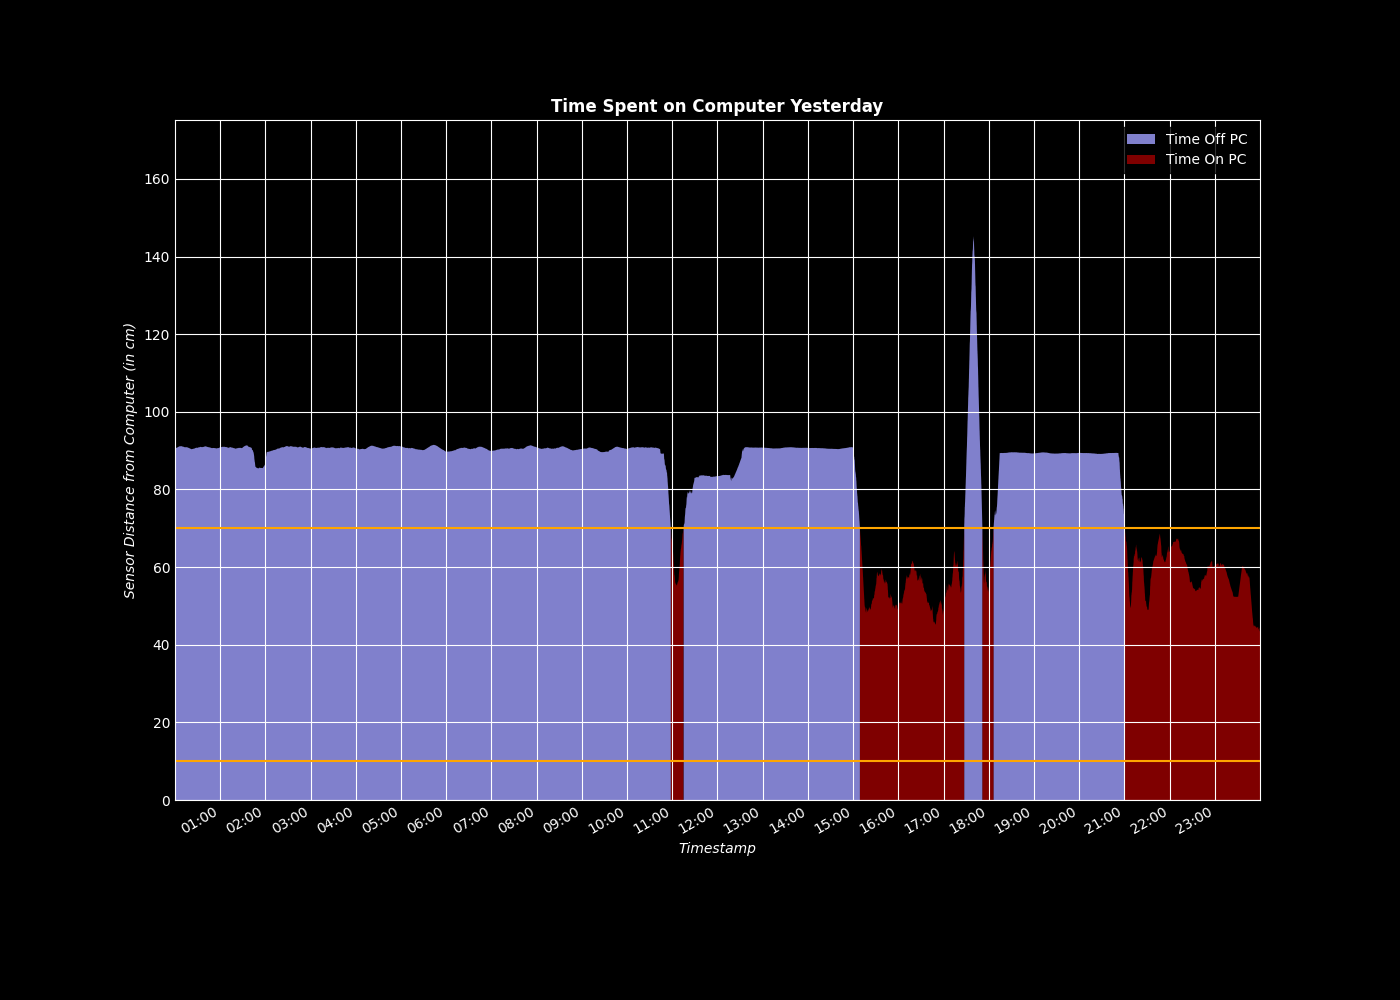 Time Spent on Computer Yesterday
Time Off PC
Time On PC
Sensor Distance from Computer (in cm)
160
140
120
100
80
60
40
20
0
01:00 02:00 03:00 04:00 05:00 06:00 07:00 08:00 09:00 10:00 11:00 12:00 13:00 14:00 15:00 16:00 17:00 18:00 19:00 20:00 21:00 22:00 23:00
Timestamp